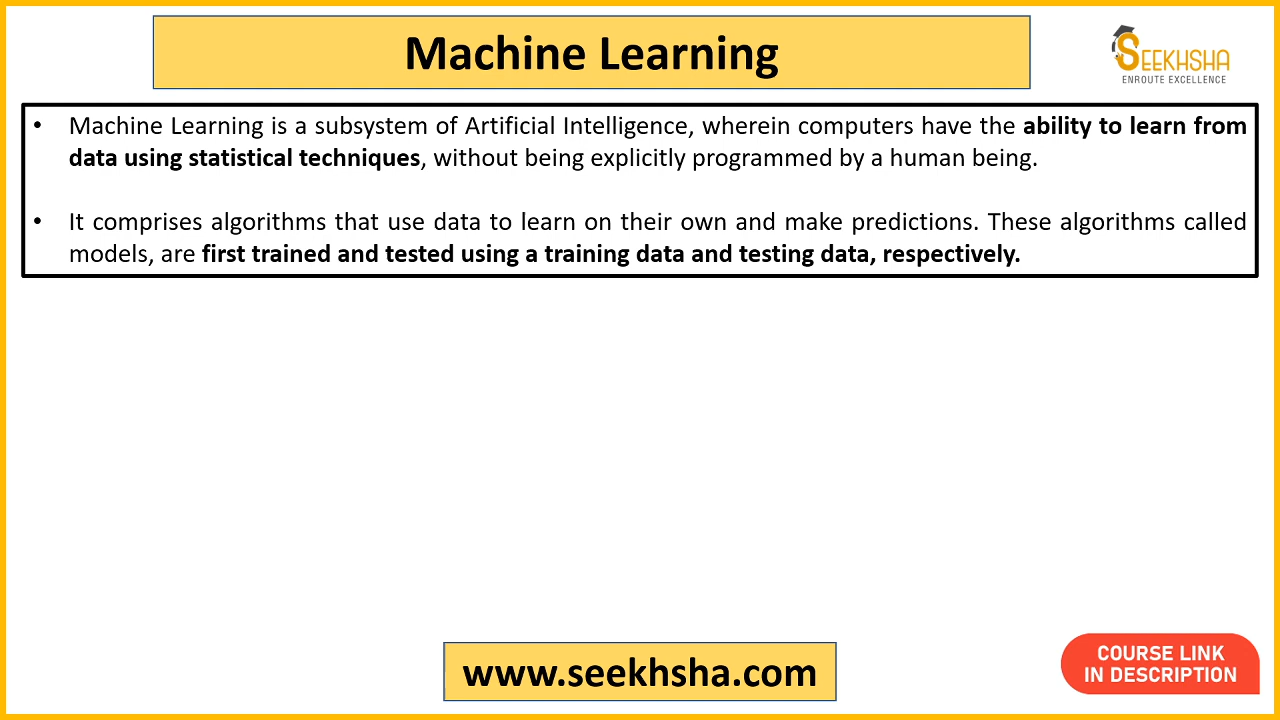 Machine Learning
SEEKHSHA
ENROUTE EXCELLENCE
• Machine Learning is a subsystem of Artificial Intelligence, wherein computers have the ability to learn from
data using statistical techniques, without being explicitly programmed by a human being.
• It comprises algorithms that use data to learn on their own and make predictions. These algorithms called
models, are first trained and tested using a training data and testing data, respectively.
www.seekhsha.com
COURSE LINK
IN DESCRIPTION